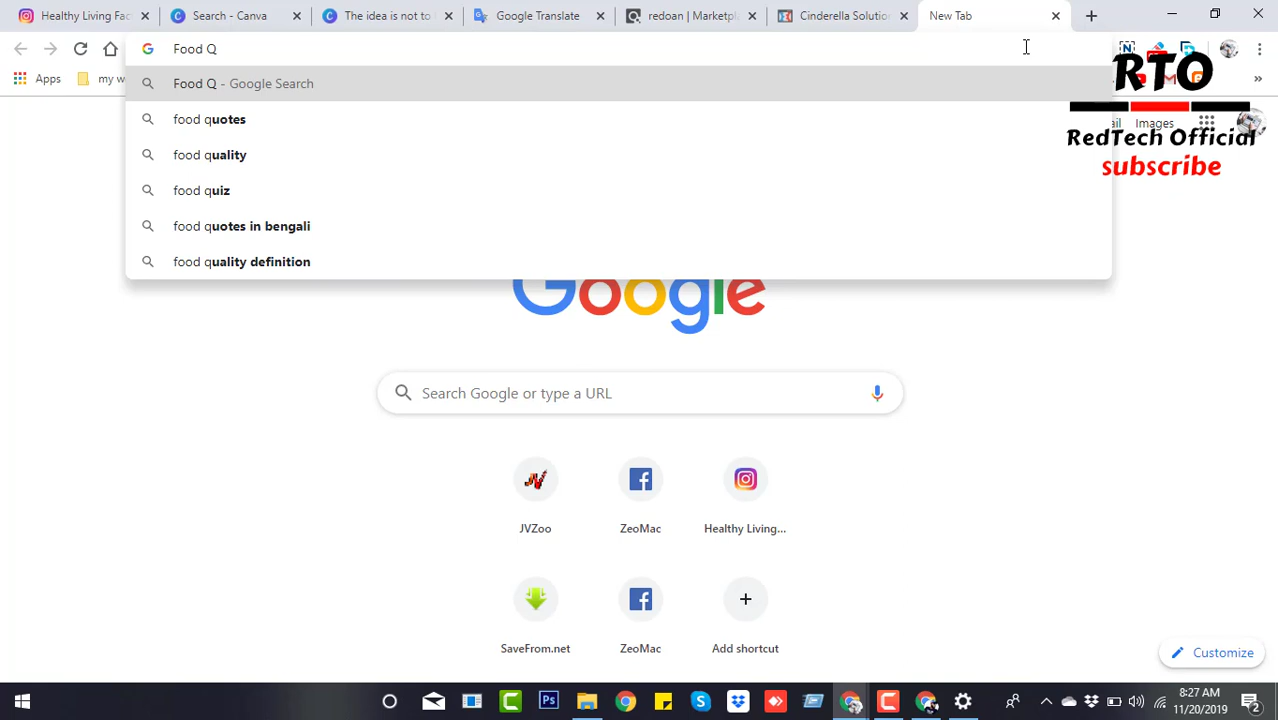 Healthy Living Fac
Search - Canva
The idea is not to
Google Translate
redoan | Marketpl
Cinderella Solution
New Tab
Food Q
Apps
my w
Food Q - Google Search
food quotes
food quality
food quiz
food quotes in bengali
food quality definition
RTO
RedTech Official
subscribe
Images
Google
Search Google or type a URL
JVZoo
ZeoMac
Healthy Living...
SaveFrom.net
ZeoMac
Add shortcut
Customize
8:27 AM
11/20/2019